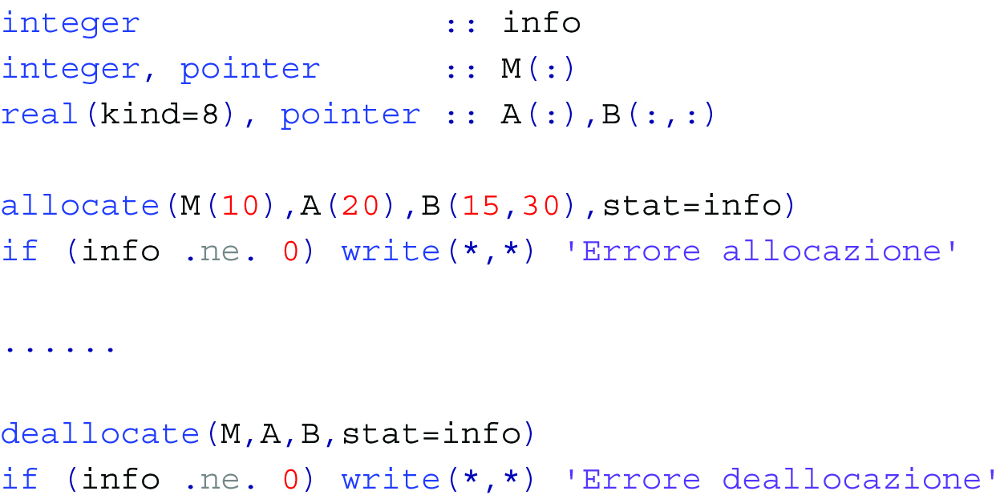 integer               :: info
integer, pointer      :: M(:)
real(kind=8), pointer :: A(:),B(:,:)
allocate(M(10),A(20),B(15,30),stat=info)
if (info .ne. 0) write(*,*) 'Errore allocazione'
......
deallocate(M,A,B,stat=info)
if (info .ne. 0) write(*,*) 'Errore deallocazione'